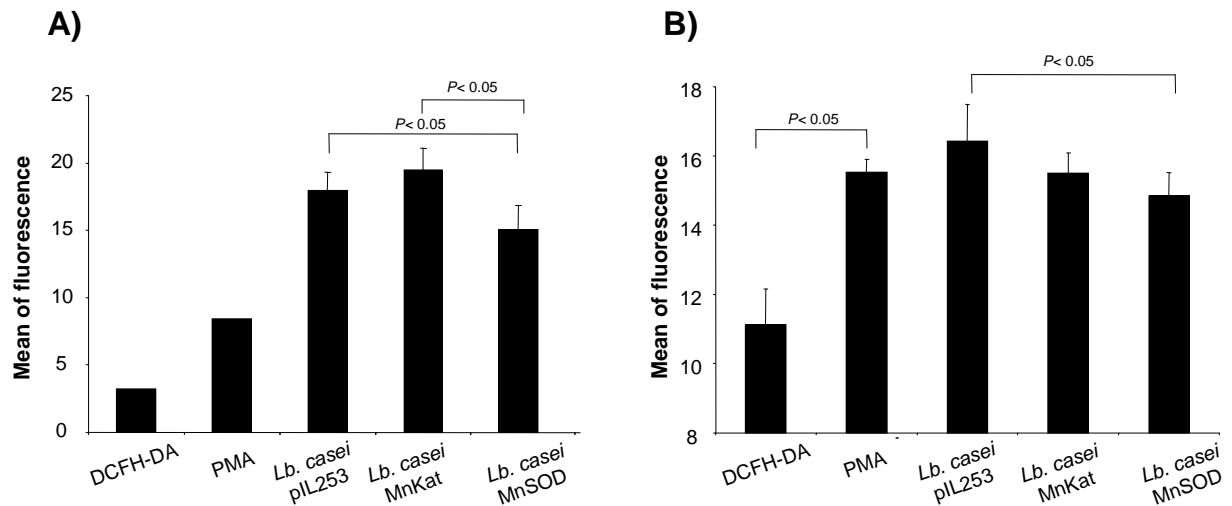 A)
P< 0.05
P< 0.05
Mean of fluorescence
25
20
15
10
5
0
DCFH-DA
PMA
Lb. casei
pIL253
Lb. casei
MnKat
Lb. casei
MnSOD
B)
P< 0.05
P< 0.05
Mean of fluorescence
18
16
14
12
10
8
DCFH-DA
PMA
Lb. casei
pIL253
Lb. casei
MnKat
Lb. casei
MnSOD